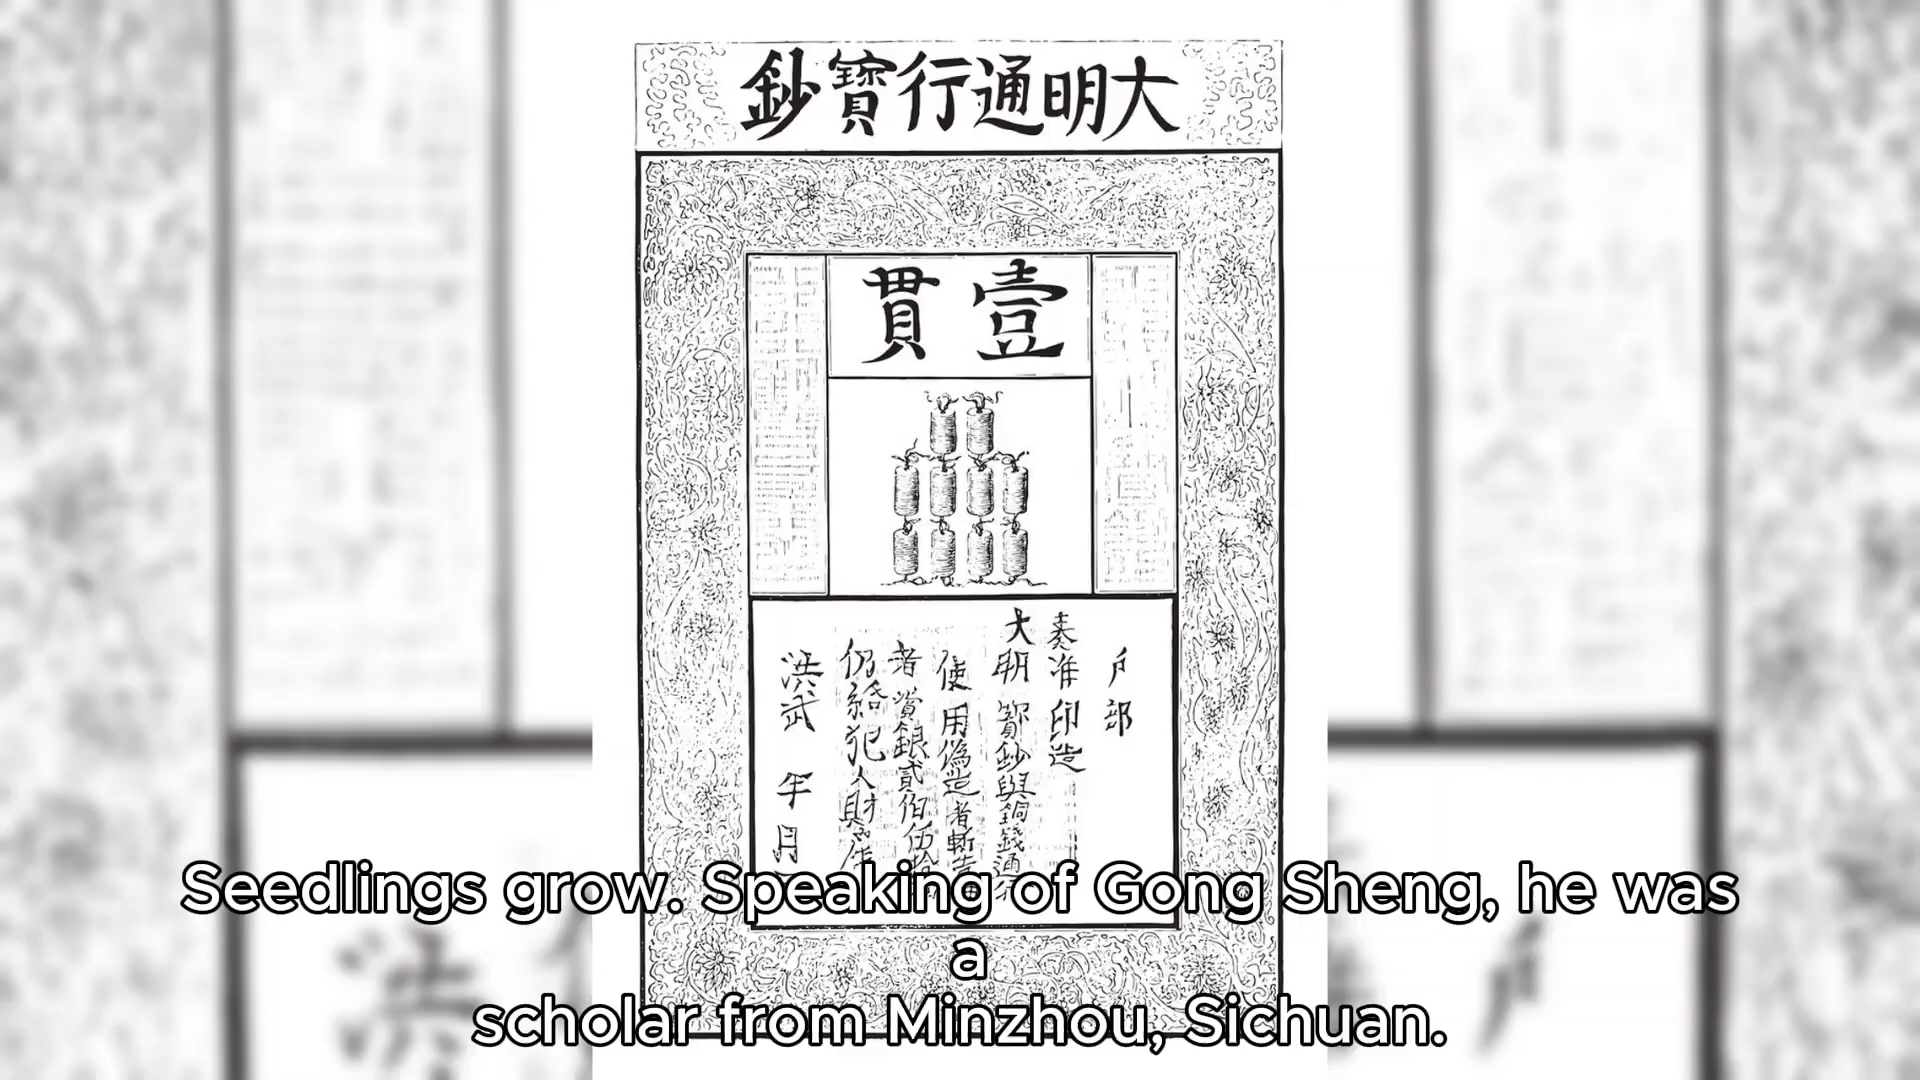 鈔寶行通明大
貫壹
戶部
奏准印造
大明寶鈔與銅錢通行
使用偽造者斬告捕
者賞銀貳佰伍拾
仍給犯人財產
洪武 年 月
Seedlings grow. Speaking of Gong Sheng, he was
a
scholar from Minzhou, Sichuan.